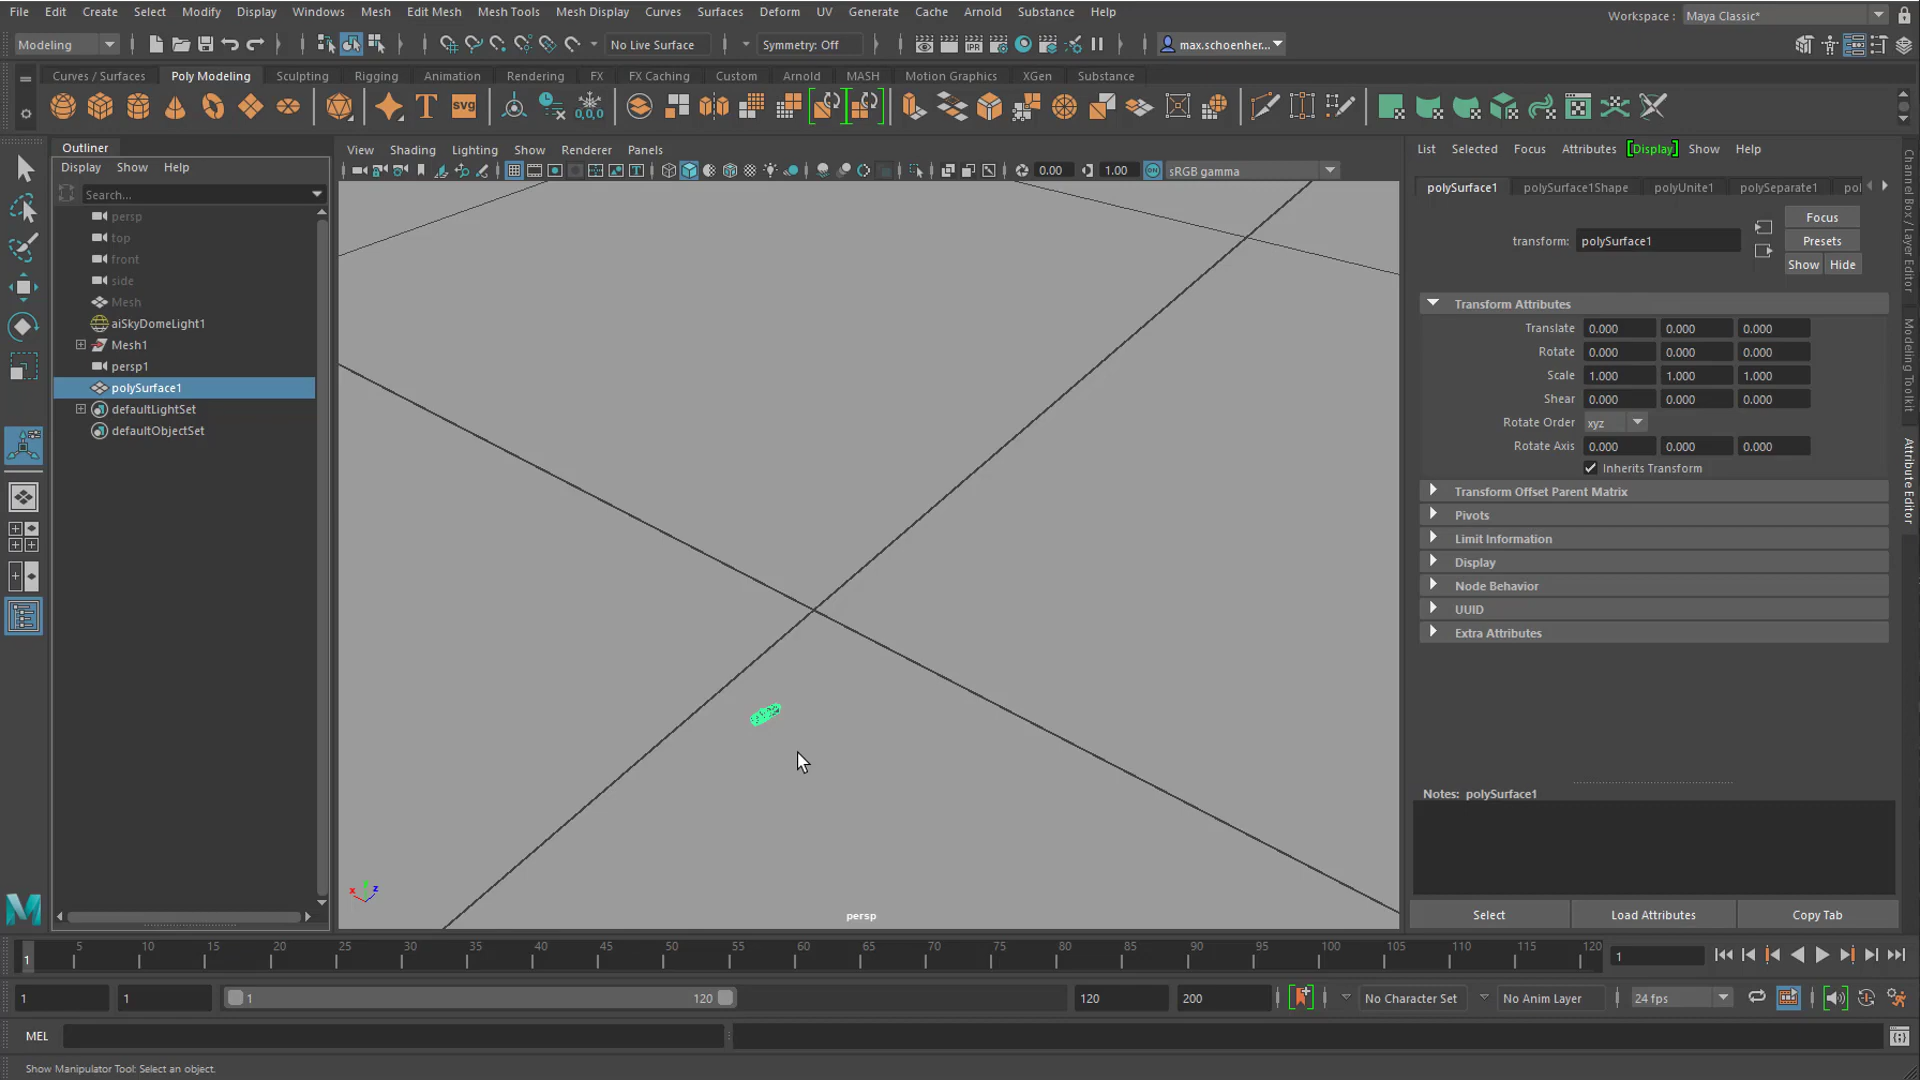 File Edit Create Select Modify Display Windows Mesh Edit Mesh Mesh Tools Mesh Display Curves Surfaces Deform UV Generate Cache Arnold Substance Help
Workspace : Maya Classic*
Modeling No Live Surface Symmetry: Off max.schoenher...
Curves / Surfaces Poly Modeling Sculpting Rigging Animation Rendering FX FX Caching Custom Arnold MASH Motion Graphics XGen Substance
T svg 0,0,0
Outliner
Display Show Help
Search...
persp
top
front
side
Mesh
aiSkyDomeLight1
Mesh1
persp1
polySurface1
defaultLightSet
defaultObjectSet
View Shading Lighting Show Renderer Panels
0.00 1.00 sRGB gamma
x z
persp
List Selected Focus Attributes [Display] Show Help
polySurface1 polySurface1Shape polyUnite1 polySeparate1 pol
Focus
transform: polySurface1 Presets
Show Hide
Transform Attributes
Translate 0.000 0.000 0.000
Rotate 0.000 0.000 0.000
Scale 1.000 1.000 1.000
Shear 0.000 0.000 0.000
Rotate Order xyz
Rotate Axis 0.000 0.000 0.000
Inherits Transform
Transform Offset Parent Matrix
Pivots
Limit Information
Display
Node Behavior
UUID
Extra Attributes
Notes: polySurface1
Select Load Attributes Copy Tab
Channel Box / Layer Editor
Modeling Toolkit
Attribute Editor
1 5 10 15 20 25 30 35 40 45 50 55 60 65 70 75 80 85 90 95 100 105 110 115 120 1
1 1 1 120 120 200 No Character Set No Anim Layer 24 fps
MEL
Show Manipulator Tool: Select an object.